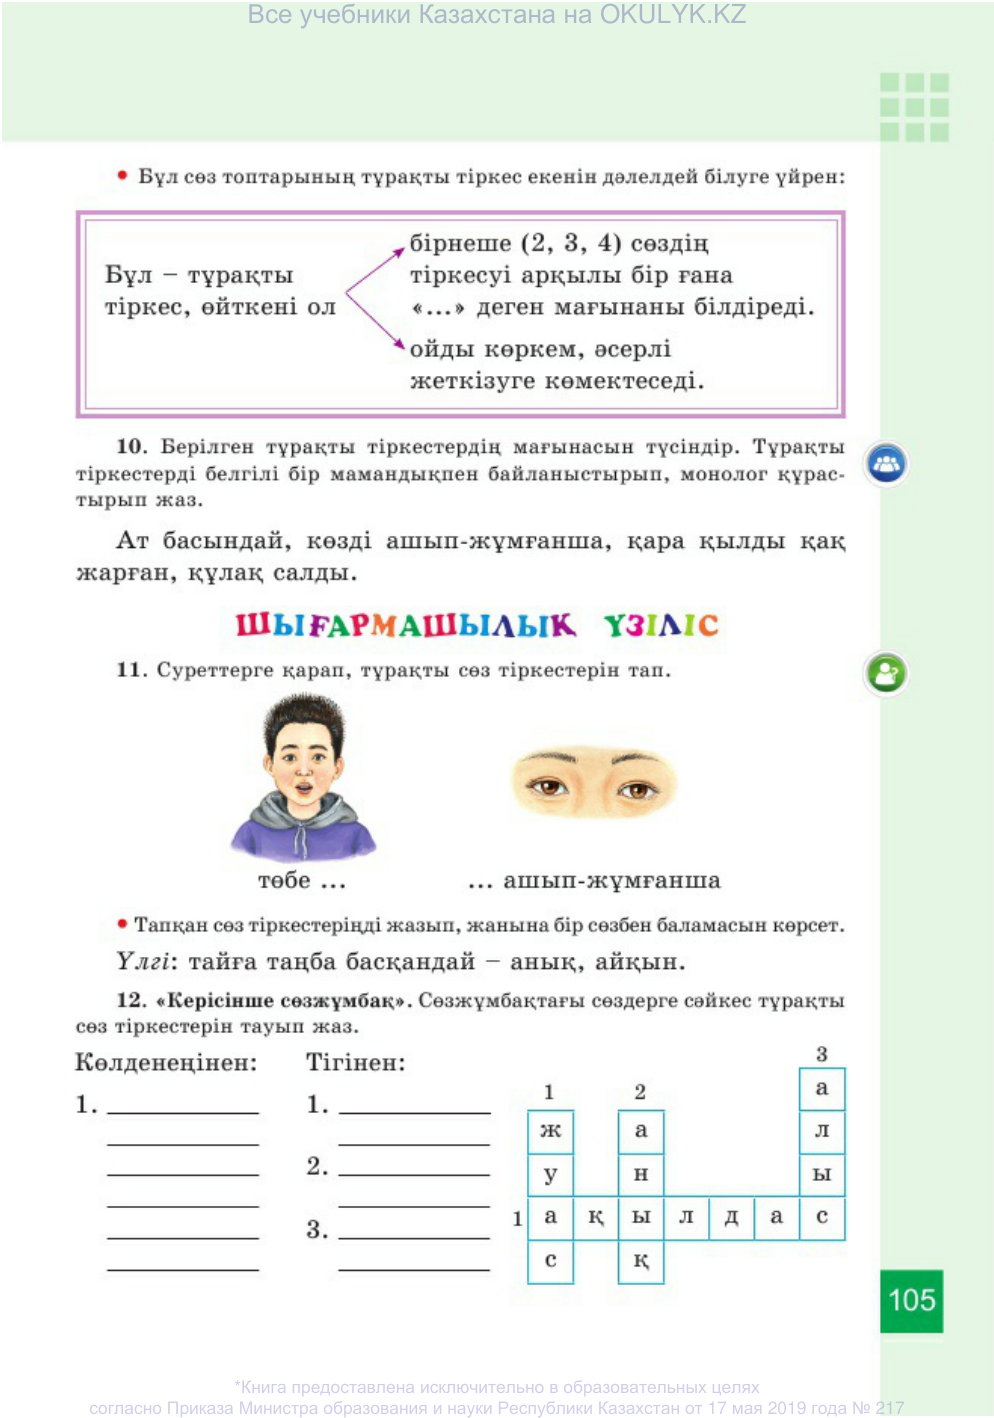 Все учебники Казахстана на OKULYK.KZ
• Бұл сөз топтарының тұрақты тіркес екенін дәлелдей білуге үйрен:
Бұл – тұрақты
тіркес, өйткені ол
бірнеше (2, 3, 4) сөздің
тіркесуі арқылы бір ғана
«...» деген мағынаны білдіреді.
ойды көркем, әсерлі
жеткізуге көмектеседі.
10. Берілген тұрақты тіркестердің мағынасын түсіндір. Тұрақты
тіркестерді белгілі бір мамандықпен байланыстырып, монолог құрас-
тырып жаз.
Ат басындай, көзді ашып-жұмғанша, қара қылды қақ
жарған, құлақ салды.
ШЫҒАРМАШЫЛЫҚ ҮЗІЛІС
11. Суреттерге қарап, тұрақты сөз тіркестерін тап.
төбе ...
... ашып-жұмғанша
• Тапқан сөз тіркестеріңді жазып, жанына бір сөзбен баламасын көрсет.
Үлгі: тайға таңба басқандай – анық, айқын.
12. «Керісінше сөзжұмбақ». Сөзжұмбақтағы сөздерге сәйкес тұрақты
сөз тіркестерін тауып жаз.
Көлденеңінен:
1.
Тігінен:
1.
2.
3.
3
а
1 2
ж а л
у н ы
1 а қ ы л д а с
с қ
105
*Книга предоставлена исключительно в образовательных целях
согласно Приказа Министра образования и науки Республики Казахстан от 17 мая 2019 года № 217